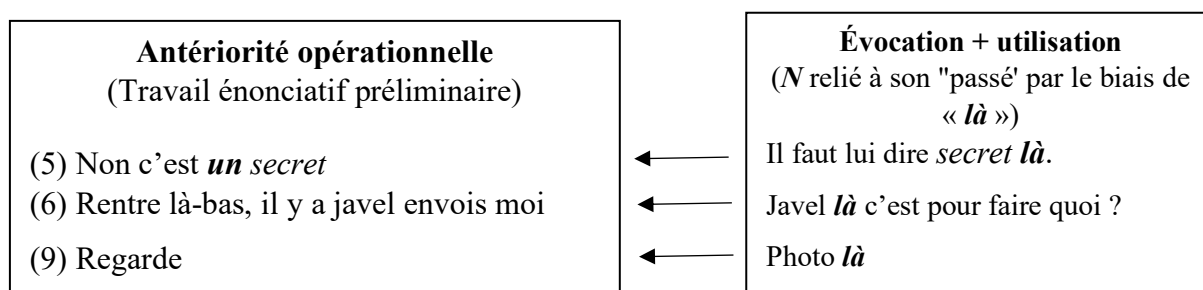 Antériorité opérationnelle
(Travail énonciatif préliminaire)
(5) Non c’est un secret
(6) Rentre là-bas, il y a javel envois moi
(9) Regarde
Évocation + utilisation
(N relié à son "passé' par le biais de
« là »)
Il faut lui dire secret là.
Javel là c’est pour faire quoi ?
Photo là